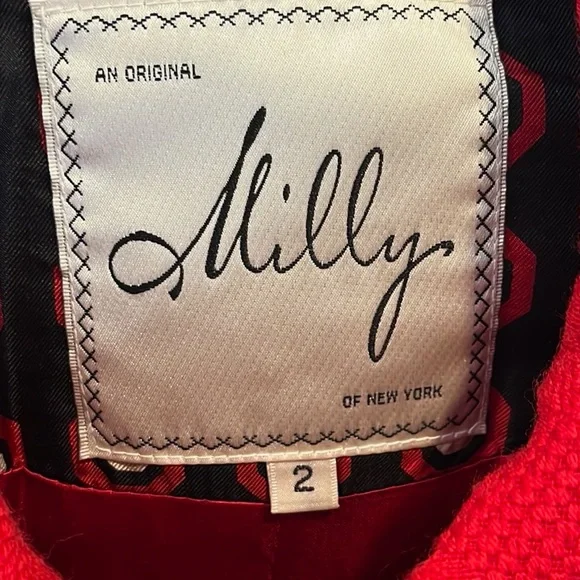 AN ORIGINAL
Milly
OF NEW YORK
2